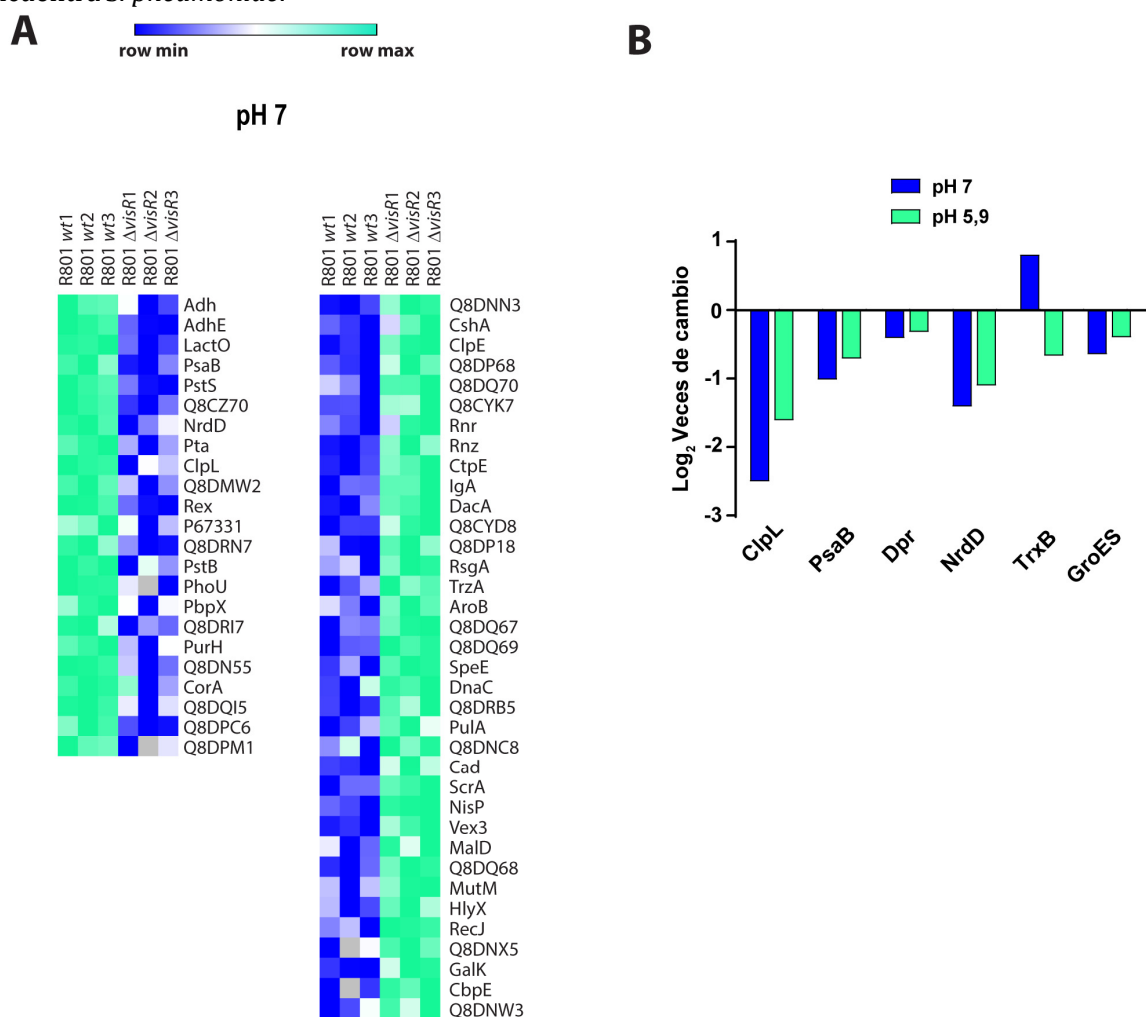 S. pneumoniae.
A
row min row max
pH 7
R801 wt1
R801 wt2
R801 wt3
R801 ΔvisR1
R801 ΔvisR2
R801 ΔvisR3
Adh
AdhE
LactO
PsaB
PstS
Q8CZ70
NrdD
Pta
ClpL
Q8DMW2
Rex
P67331
Q8DRN7
PstB
PhoU
PbpX
Q8DRI7
PurH
Q8DN55
CorA
Q8DQI5
Q8DPC6
Q8DPM1
R801 wt1
R801 wt2
R801 wt3
R801 ΔvisR1
R801 ΔvisR2
R801 ΔvisR3
Q8DNN3
CshA
ClpE
Q8DP68
Q8DQ70
Q8CYK7
Rnr
Rnz
CtpE
IgA
DacA
Q8CYD8
Q8DP18
RsgA
TrzA
AroB
Q8DQ67
Q8DQ69
SpeE
DnaC
Q8DRB5
PulA
Q8DNC8
Cad
ScrA
NisP
Vex3
MalD
Q8DQ68
MutM
HlyX
RecJ
Q8DNX5
GalK
CbpE
Q8DNW3
B
pH 7
pH 5,9
Log2 Veces de cambio
1
0
-1
-2
-3
ClpL
PsaB
Dpr
NrdD
TrxB
GroES